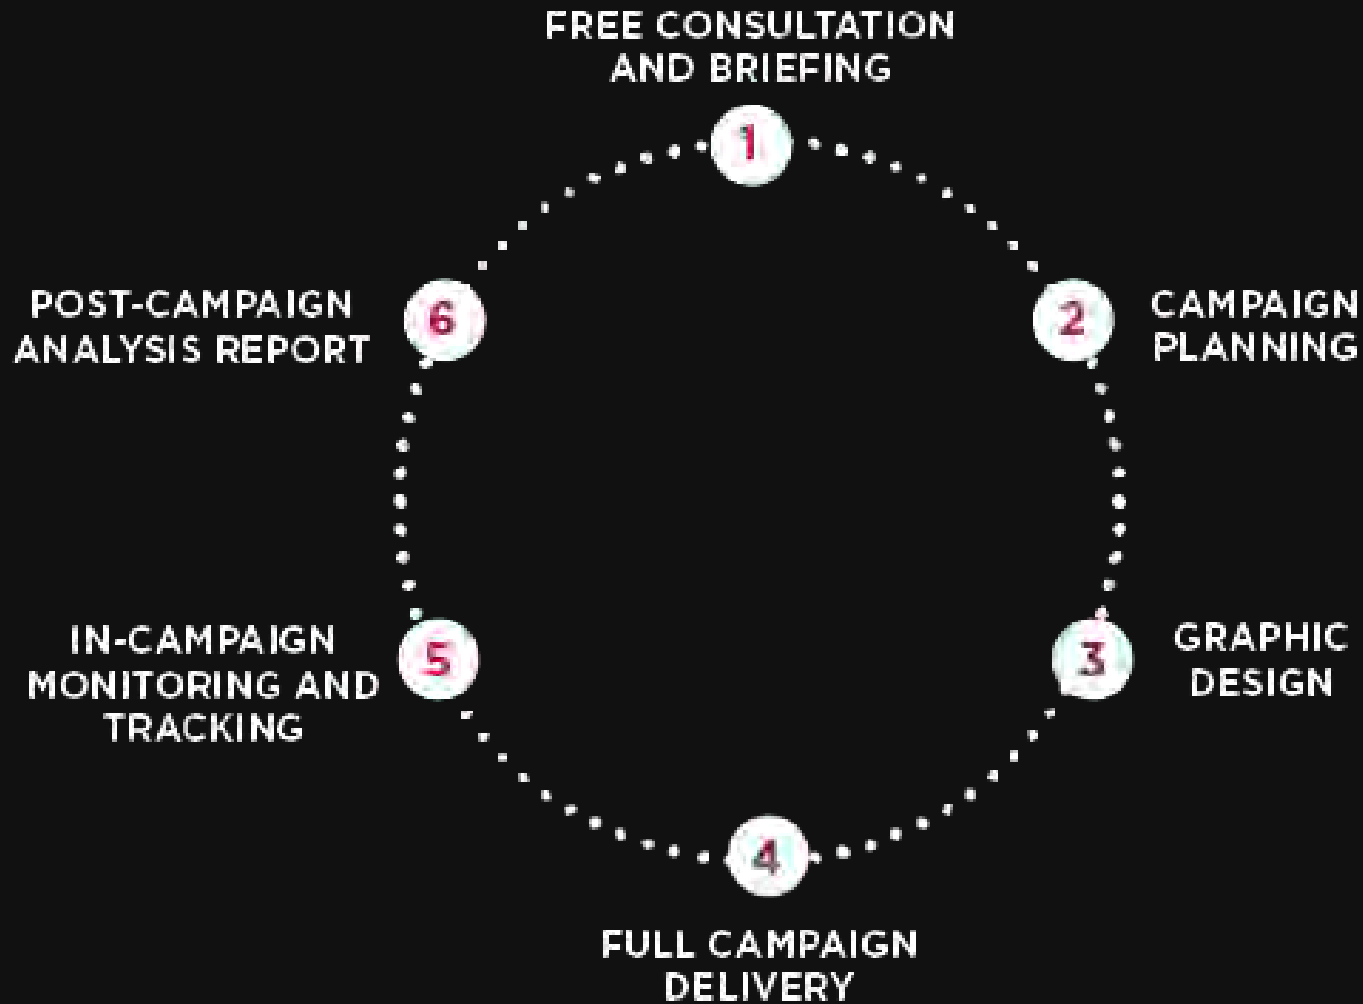 FREE CONSULTATION
AND BRIEFING
1
2
CAMPAIGN
PLANNING
3
GRAPHIC
DESIGN
4
FULL CAMPAIGN
DELIVERY
5
IN-CAMPAIGN
MONITORING AND
TRACKING
6
POST-CAMPAIGN
ANALYSIS REPORT